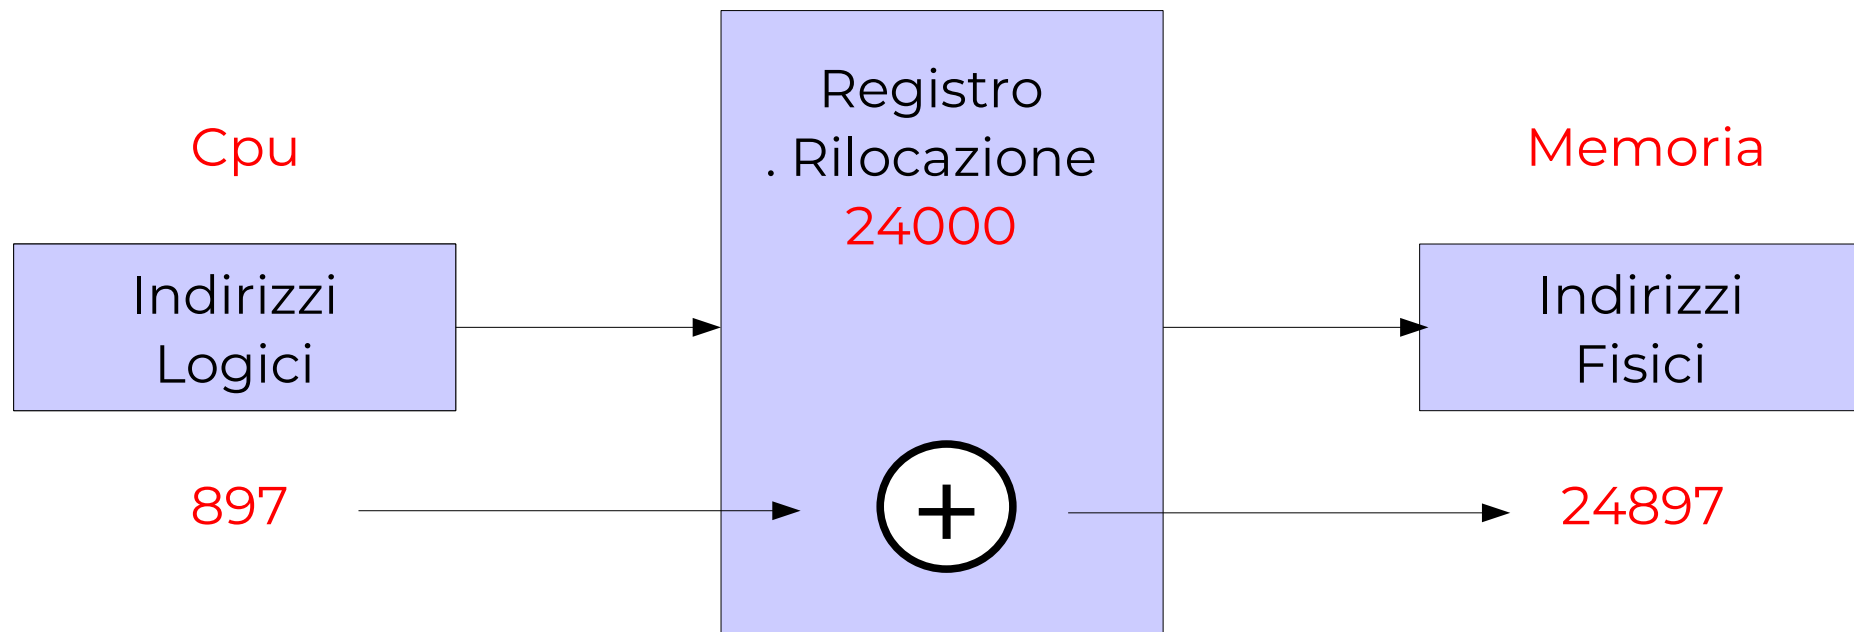 Cpu
Registro
. Rilocazione
24000
Memoria
Indirizzi
Logici
Indirizzi
Fisici
897
+
24897